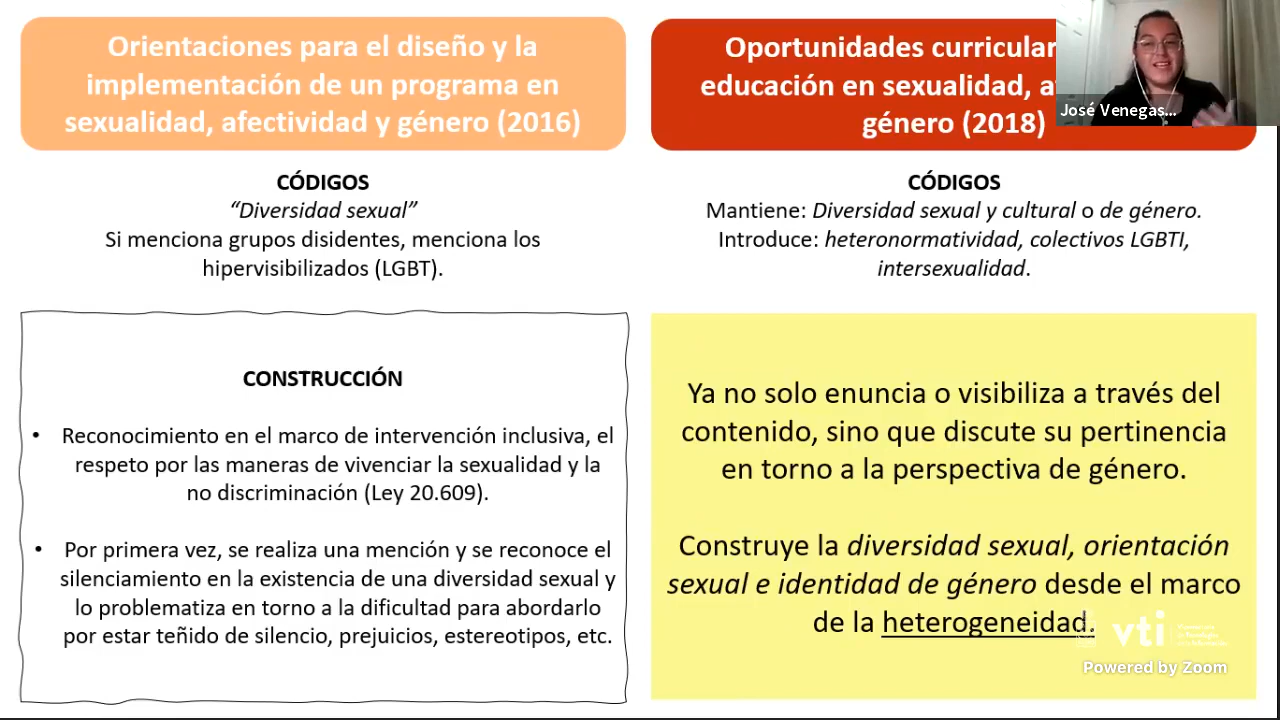 Orientaciones para el diseño y la
implementación de un programa en
sexualidad, afectividad y género (2016)
CÓDIGOS
“Diversidad sexual”
Si menciona grupos disidentes, menciona los
hipervisibilizados (LGBT).
CONSTRUCCIÓN
• Reconocimiento en el marco de intervención inclusiva, el
respeto por las maneras de vivenciar la sexualidad y la
no discriminación (Ley 20.609).
• Por primera vez, se realiza una mención y se reconoce el
silenciamiento en la existencia de una diversidad sexual y
lo problematiza en torno a la dificultad para abordarlo
por estar teñido de silencio, prejuicios, estereotipos, etc.
Oportunidades curricular
educación en sexualidad,
género (2018)
José Venegas...
CÓDIGOS
Mantiene: Diversidad sexual y cultural o de género.
Introduce: heteronormatividad, colectivos LGBTI,
intersexualidad.
Ya no solo enuncia o visibiliza a través del
contenido, sino que discute su pertinencia
en torno a la perspectiva de género.
Construye la diversidad sexual, orientación
sexual e identidad de género desde el marco
de la heterogeneidad.
vti
Powered by Zoom